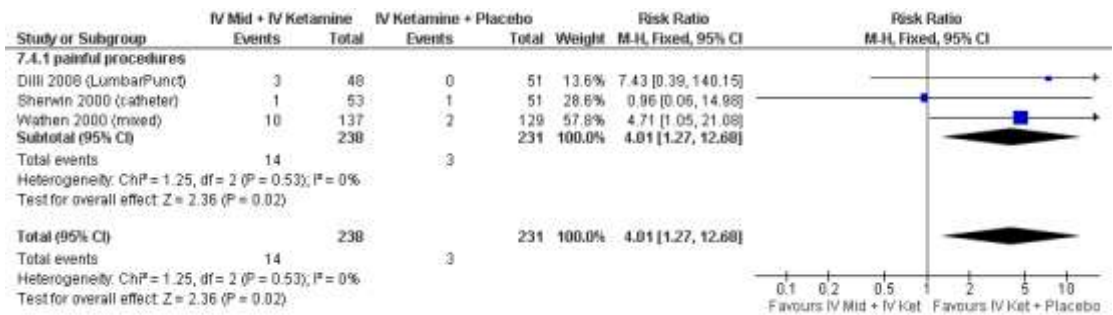 IV Mid + IV Ketamine IV Ketamine + Placebo Risk Ratio Risk Ratio
Study or Subgroup Events Total Events Total Weight M-H, Fixed, 95% CI M-H, Fixed, 95% CI
7.4.1 painful procedures
Dilli 2008 (LumbarPunct) 3 48 0 51 13.6% 7.43 [0.39, 140.15]
Sherwin 2000 (catheter) 1 53 1 51 28.6% 0.96 [0.06, 14.98]
Wathen 2000 (mixed) 10 137 2 129 57.8% 4.71 [1.05, 21.08]
Subtotal (95% CI) 238 231 100.0% 4.01 [1.27, 12.68]
Total events 14 3
Heterogeneity: Chi² = 1.25, df = 2 (P = 0.53); I² = 0%
Test for overall effect: Z = 2.36 (P = 0.02)
Total (95% CI) 238 231 100.0% 4.01 [1.27, 12.68]
Total events 14 3
Heterogeneity: Chi² = 1.25, df = 2 (P = 0.53); I² = 0%
Test for overall effect: Z = 2.36 (P = 0.02)
0.1 0.2 0.5 1 2 5 10
Favours IV Mid + IV Ket Favours IV Ket + Placebo